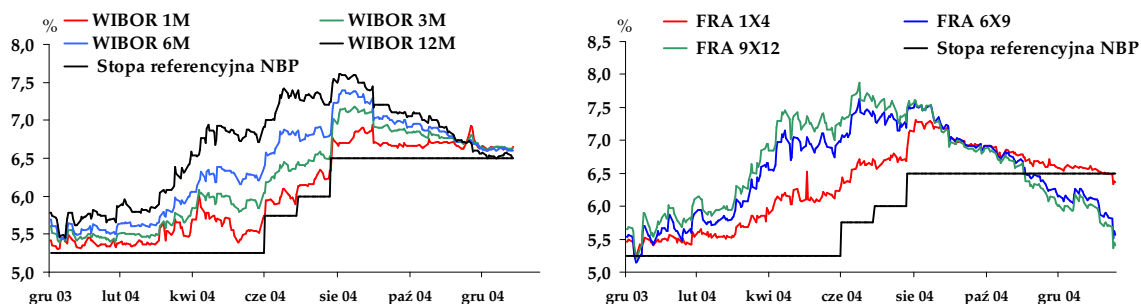 %
WIBOR 1M
WIBOR 3M
WIBOR 6M
WIBOR 12M
Stopa referencyjna NBP
8,0
7,5
7,0
6,5
6,0
5,5
5,0
gru 03
lut 04
kwi 04
cze 04
sie 04
paź 04
gru 04
%
FRA 1X4
FRA 6X9
FRA 9X12
Stopa referencyjna NBP
8,5
8,0
7,5
7,0
6,5
6,0
5,5
5,0
gru 03
lut 04
kwi 04
cze 04
sie 04
paź 04
gru 04